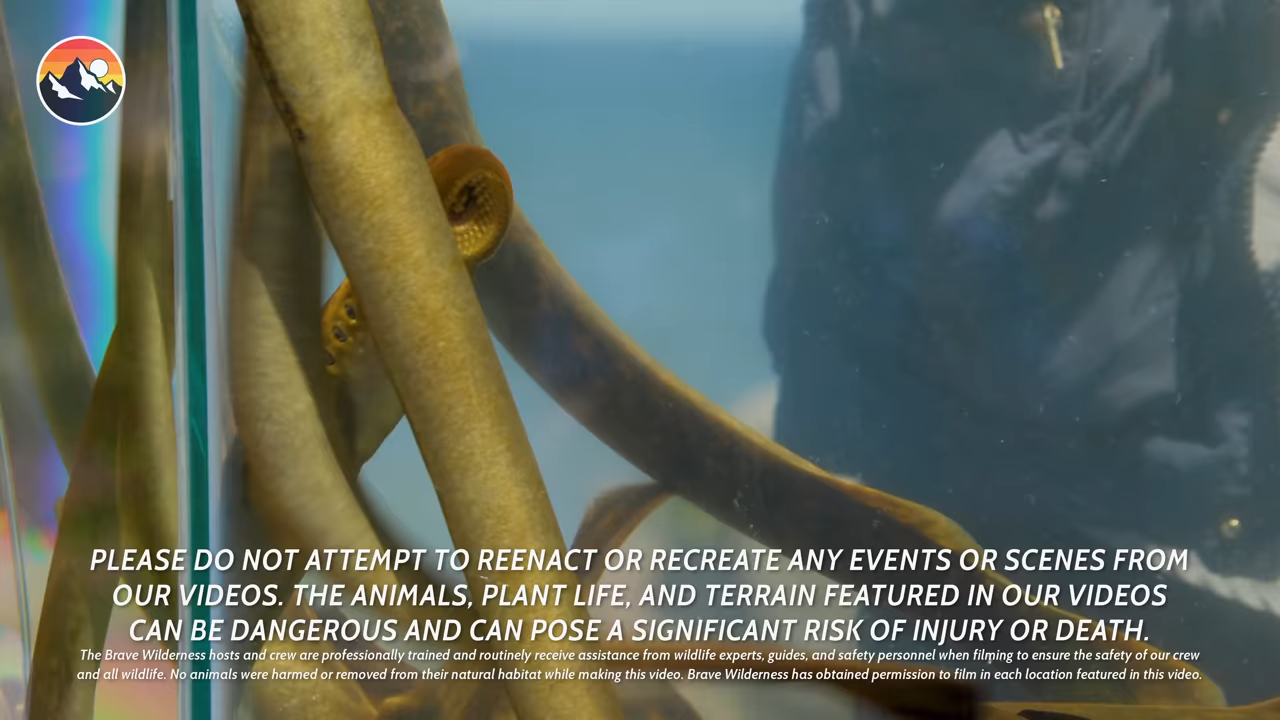 PLEASE DO NOT ATTEMPT TO REENACT OR RECREATE ANY EVENTS OR SCENES FROM
OUR VIDEOS. THE ANIMALS, PLANT LIFE, AND TERRAIN FEATURED IN OUR VIDEOS
CAN BE DANGEROUS AND CAN POSE A SIGNIFICANT RISK OF INJURY OR DEATH.
The Brave Wilderness hosts and crew are professionally trained and routinely receive assistance from wildlife experts, guides, and safety personnel when filming to ensure the safety of our crew
and all wildlife. No animals were harmed or removed from their natural habitat while making this video. Brave Wilderness has obtained permission to film in each location featured in this video.